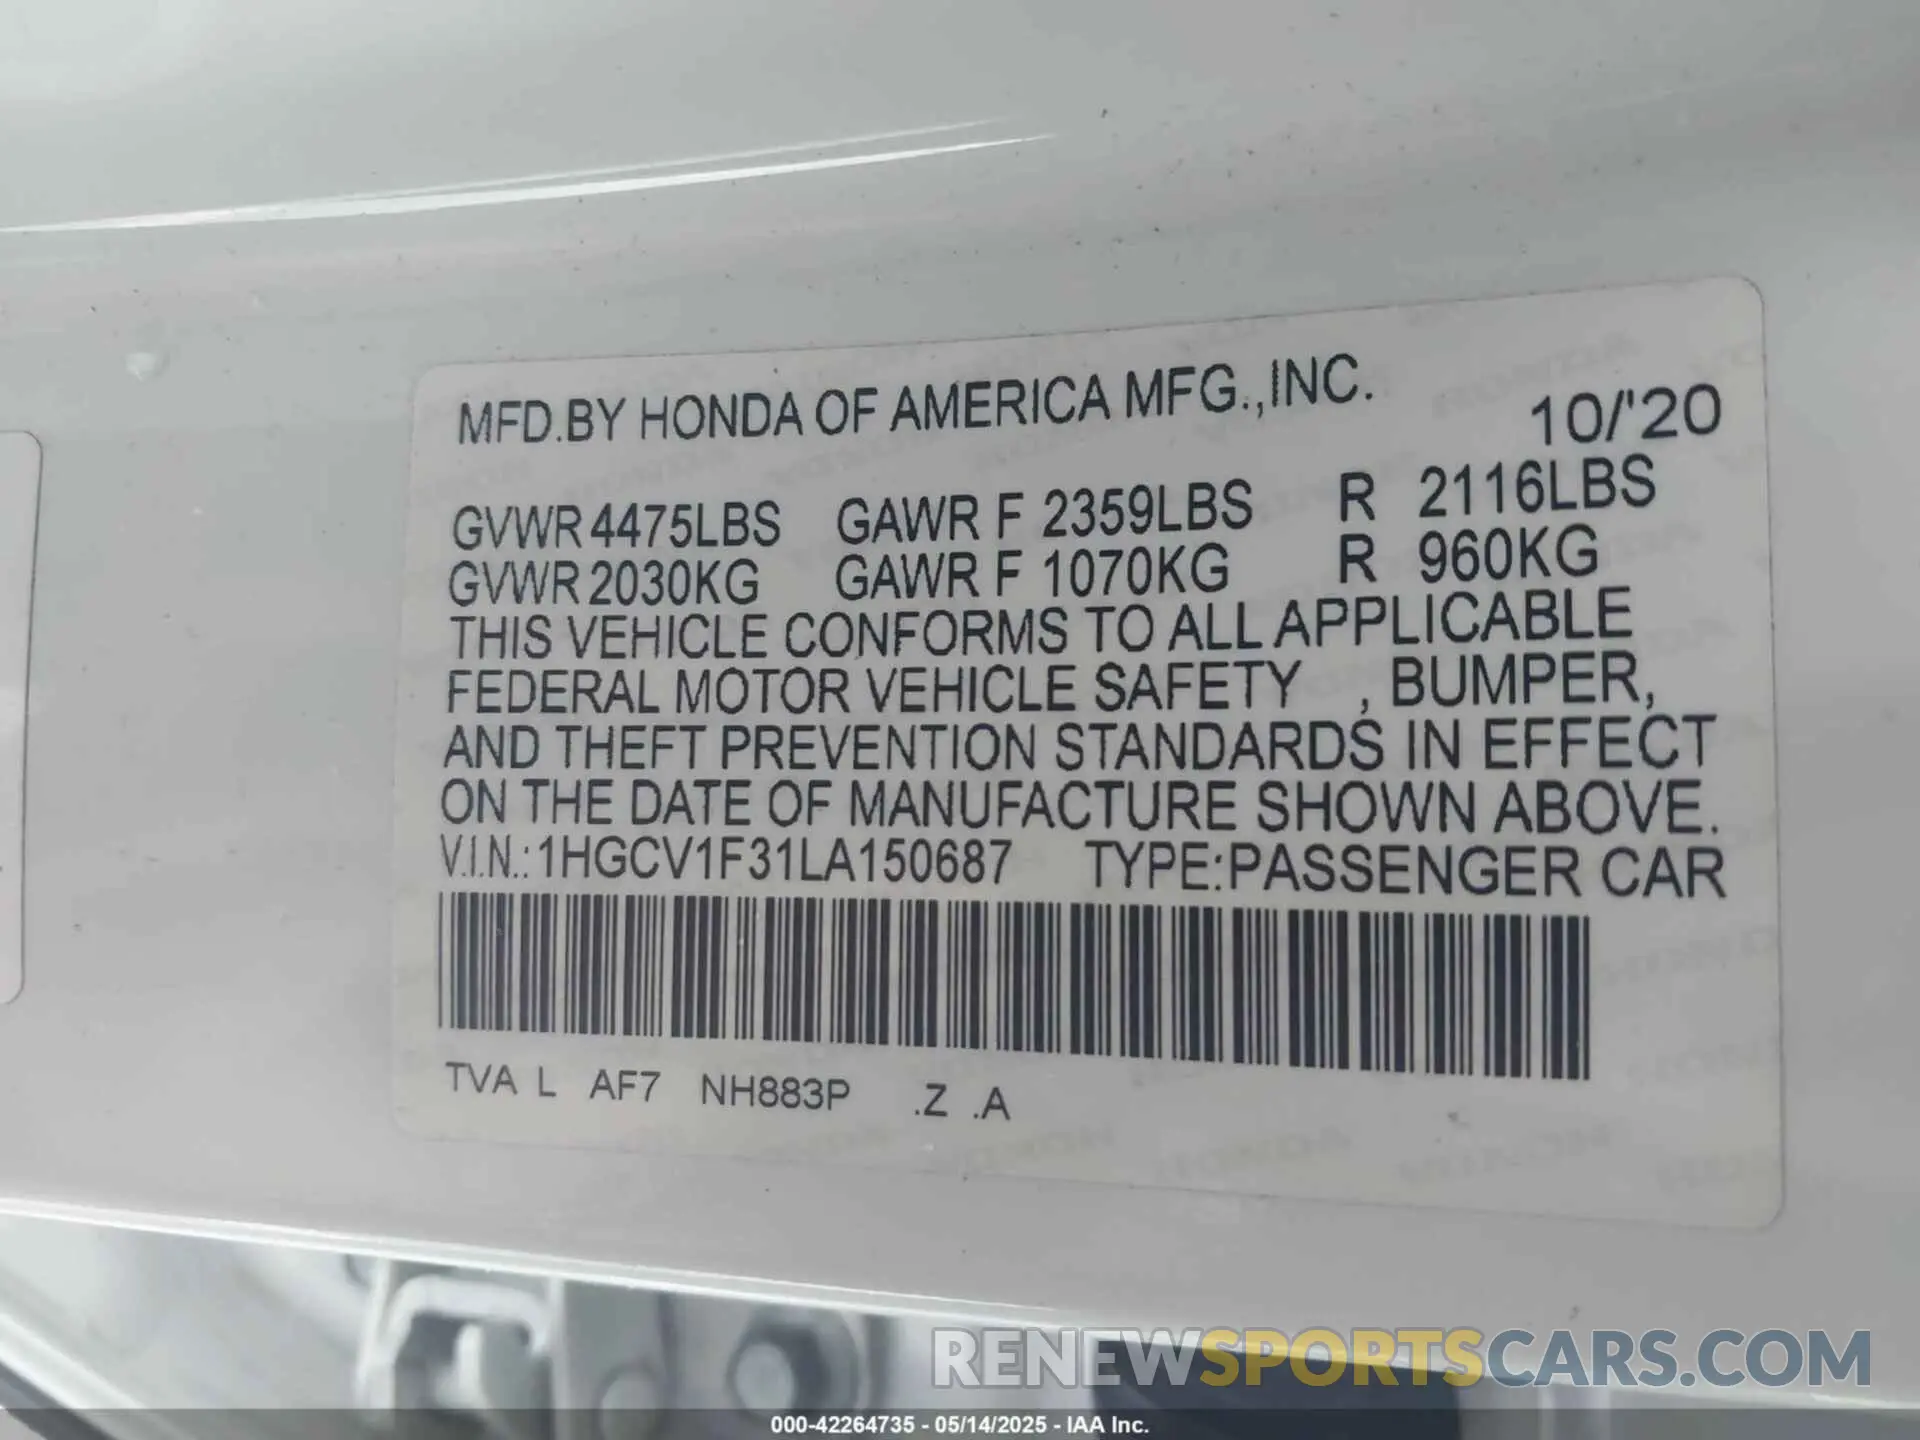 MFD.BY HONDA OF AMERICA MFG.,INC.
10/'20
GVWR 4475LBS GAWR F 2359LBS R 2116LBS
GVWR 2030KG GAWR F 1070KG R 960KG
THIS VEHICLE CONFORMS TO ALL APPLICABLE
FEDERAL MOTOR VEHICLE SAFETY , BUMPER,
AND THEFT PREVENTION STANDARDS IN EFFECT
ON THE DATE OF MANUFACTURE SHOWN ABOVE.
V.I.N.: 1HGCV1F31LA150687 TYPE:PASSENGER CAR
TVA L AF7 NH883P .Z .A
RENEWSPORTSCARS.COM
000-42264735 - 05/14/2025 - IAA Inc.